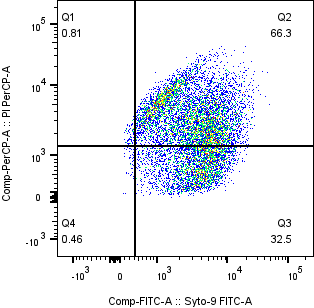 Q1
0.81
Q2
66.3
10⁵
10⁴
10³
0
-10³
Comp-PerCP-A :: PI PerCP-A
Q4
0.46
Q3
32.5
-10³ 0 10³ 10⁴ 10⁵
Comp-FITC-A :: Syto-9 FITC-A